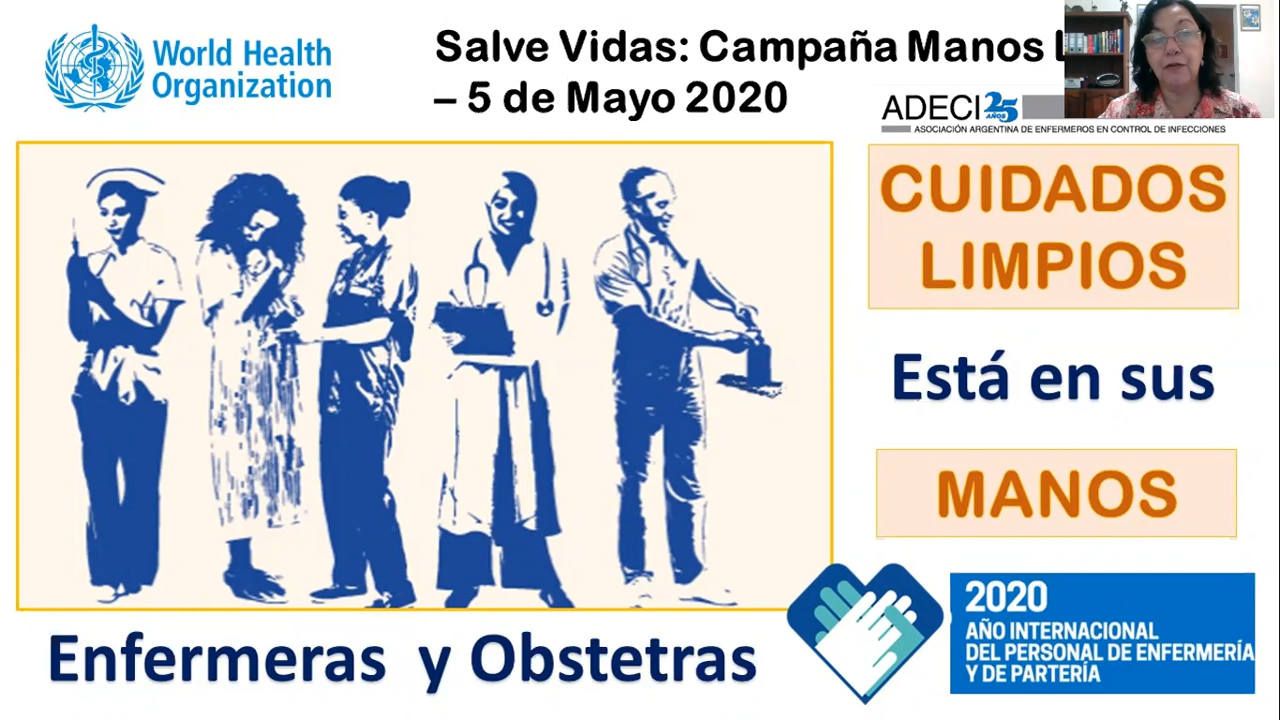 World Health
Organization
Salve Vidas: Campaña Manos
– 5 de Mayo 2020
ADECI 25
AÑOS
ASOCIACIÓN ARGENTINA DE ENFERMEROS EN CONTROL DE INFECCIONES
CUIDADOS
LIMPIOS
Está en sus
MANOS
Enfermeras y Obstetras
2020
AÑO INTERNACIONAL
DEL PERSONAL DE ENFERMERÍA
Y DE PARTERÍA